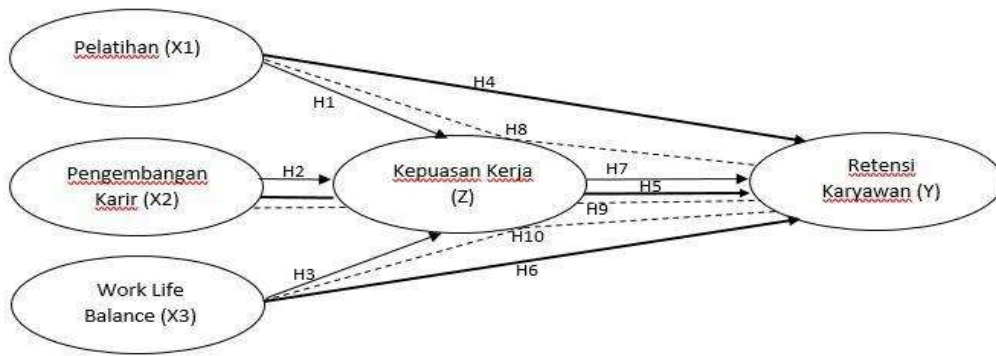 Pelatihan (X1)
H4
H1
H8
Pengembangan
Karir (X2)
H2
Kepuasan Kerja
(Z)
H7
H5
H9
H10
Retensi
Karyawan (Y)
H3
H6
Work Life
Balance (X3)